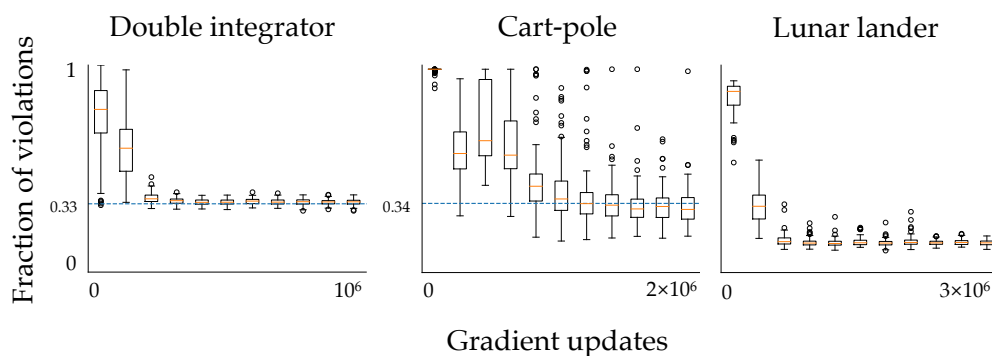 Double integrator
Cart-pole
Lunar lander
Fraction of violations
1
0.33
0
0.34
0
10⁶
0
2×10⁶
0
3×10⁶
Gradient updates